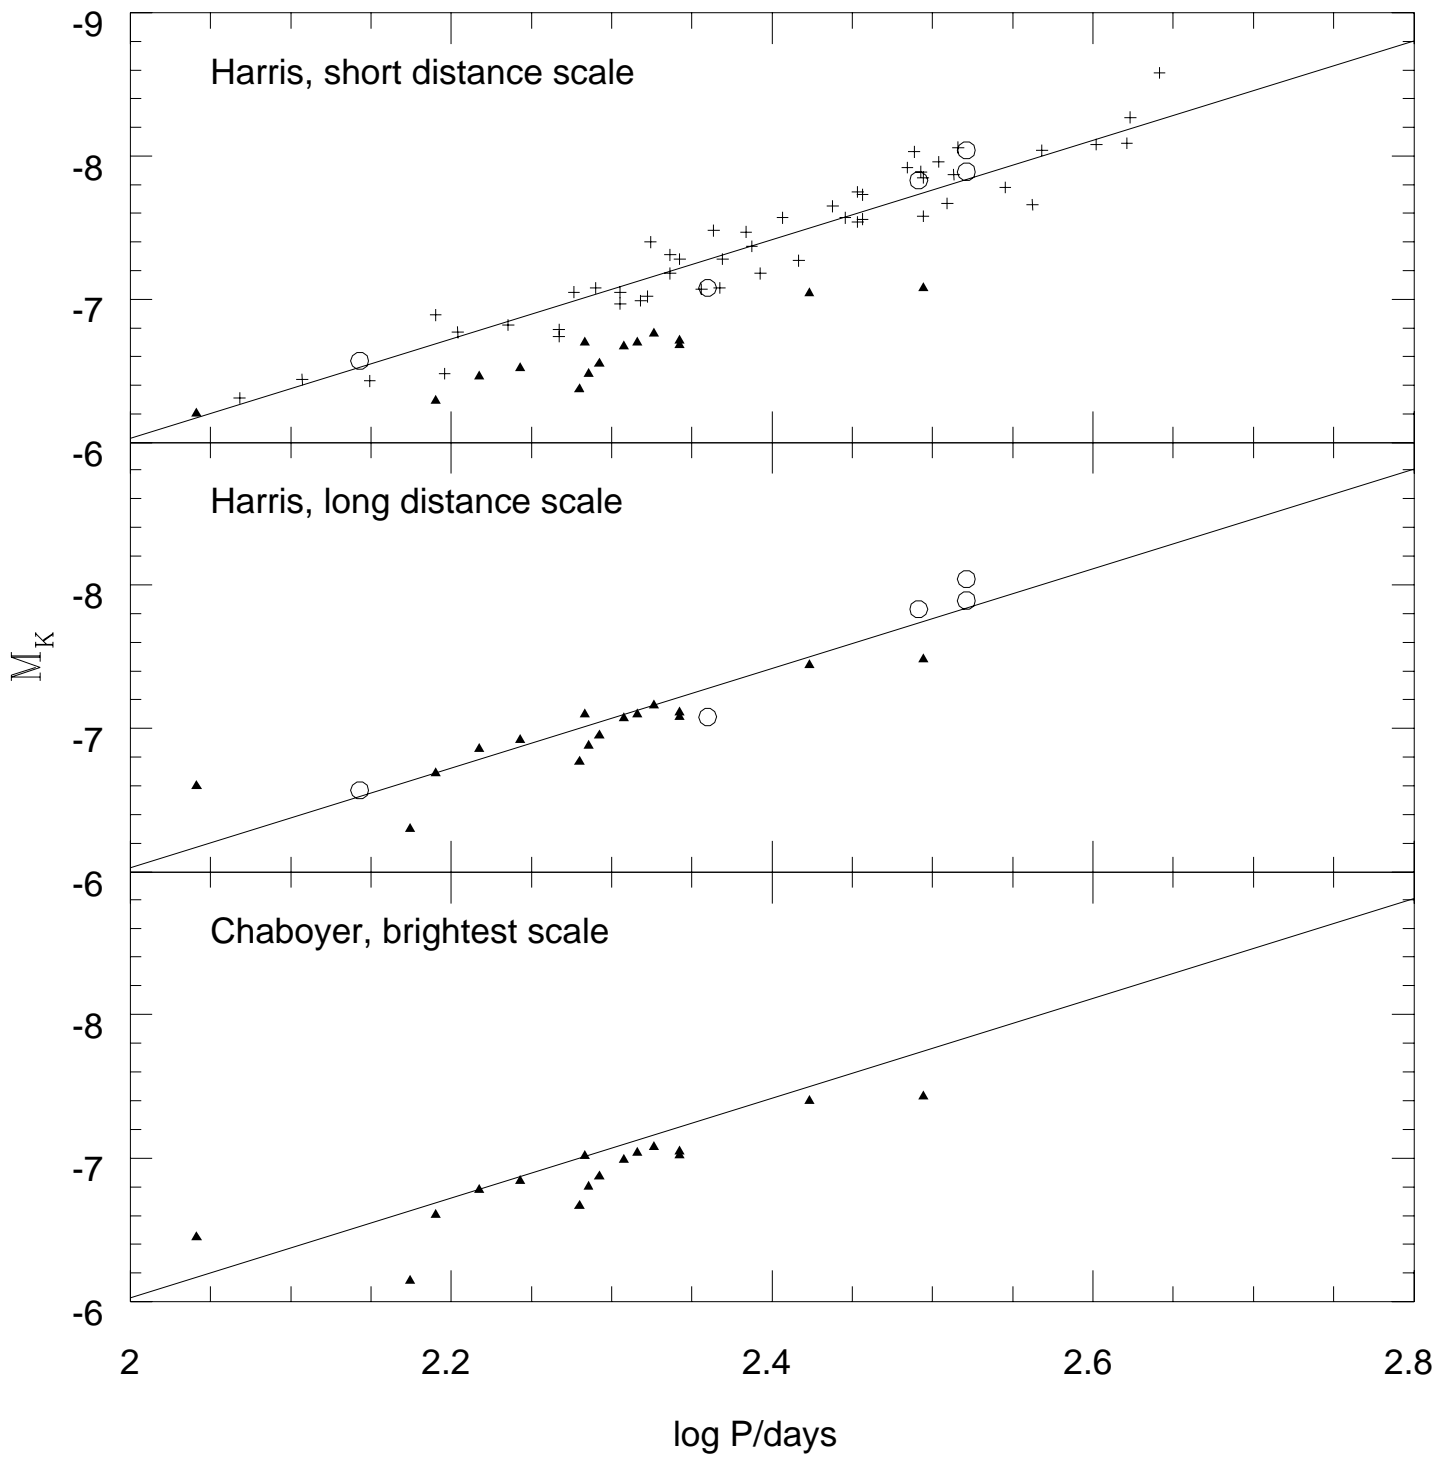 -9
Harris, short distance scale
-8
-7
-6
Harris, long distance scale
-8
M_K
-7
-6
Chaboyer, brightest scale
-8
-7
-6
2 2.2 2.4 2.6 2.8
log P/days